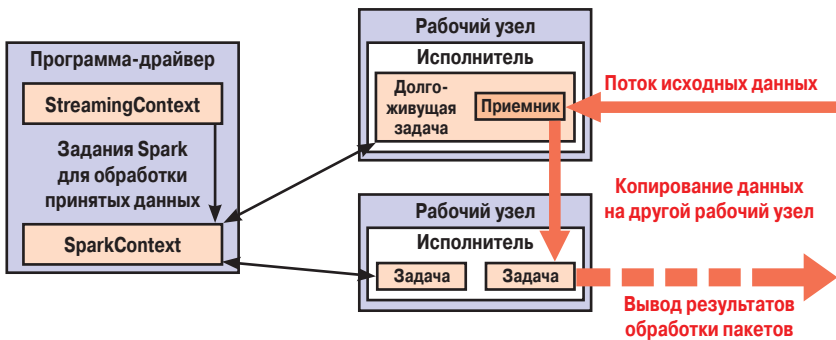 Программа-драйвер
StreamingContext
Задания Spark
для обработки
принятых данных
SparkContext
Рабочий узел
Исполнитель
Долго-
живущая
задача
Приемник
Поток исходных данных
Копирование данных
на другой рабочий узел
Рабочий узел
Исполнитель
Задача
Задача
Вывод результатов
обработки пакетов